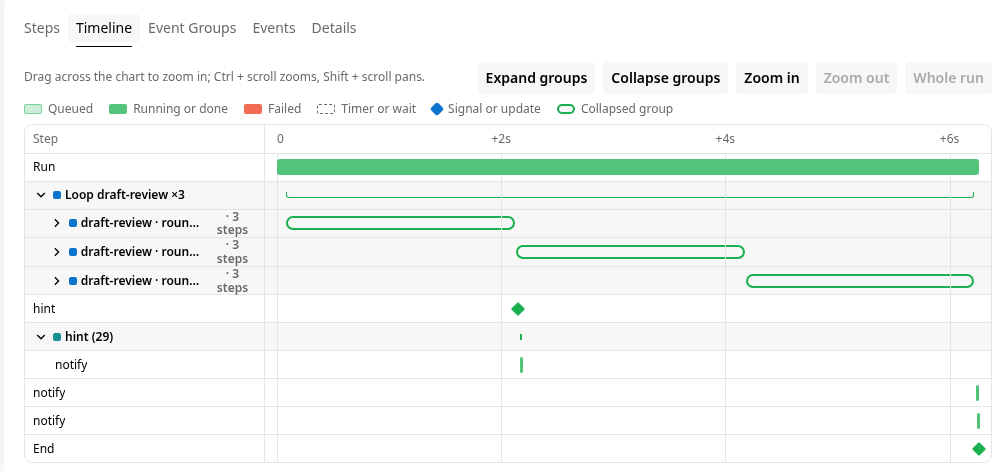 Steps Timeline Event Groups Events Details
Drag across the chart to zoom in; Ctrl + scroll zooms, Shift + scroll pans. Expand groups Collapse groups Zoom in Zoom out Whole run
Queued Running or done Failed Timer or wait Signal or update Collapsed group
Step 0 +2s +4s +6s
Run
Loop draft-review ×3
draft-review · roun... · 3 steps
draft-review · roun... · 3 steps
draft-review · roun... · 3 steps
hint
hint (29)
notify
notify
notify
End